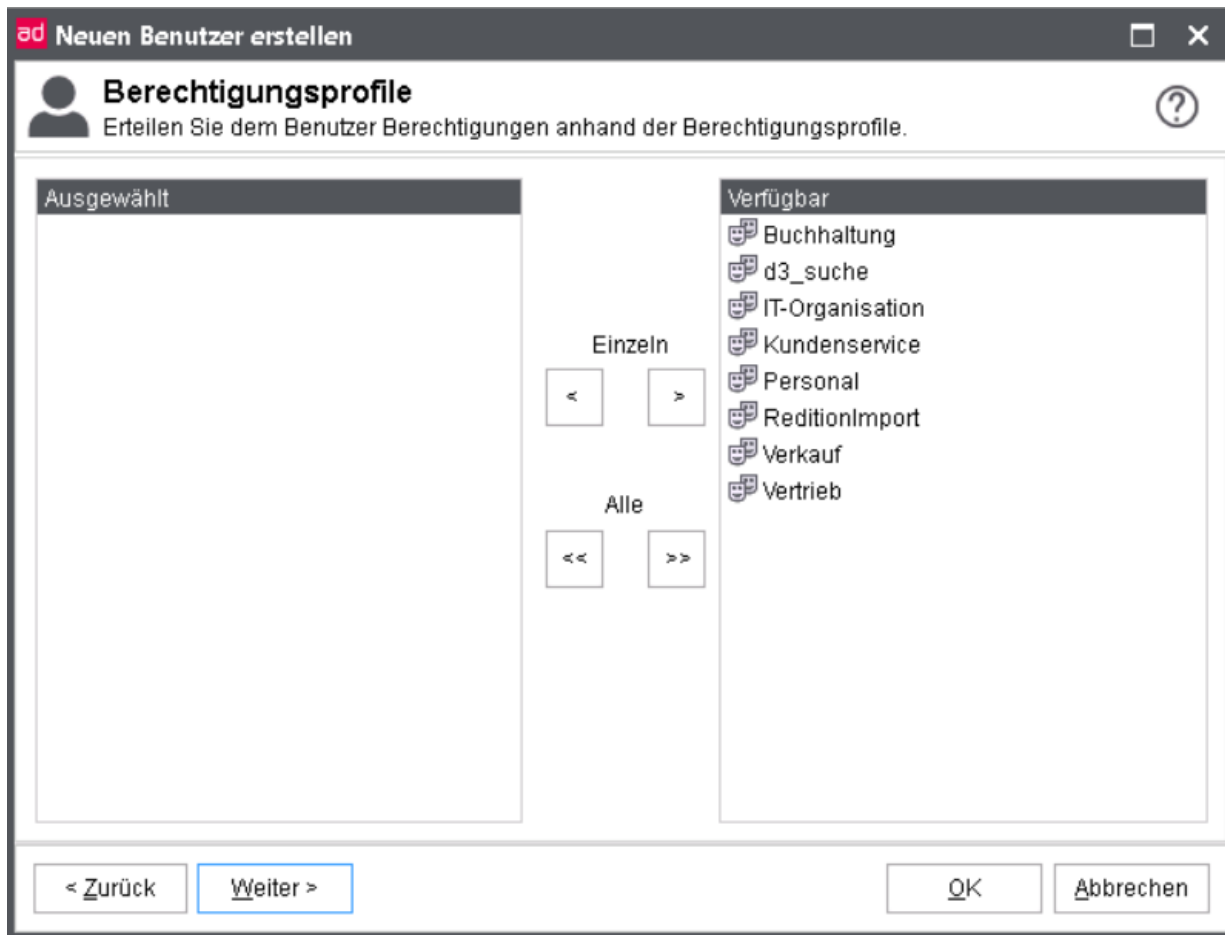 ad Neuen Benutzer erstellen
Berechtigungsprofile
Erteilen Sie dem Benutzer Berechtigungen anhand der Berechtigungsprofile.
?
Ausgewählt
Einzeln
< >
Alle
<< >>
Verfügbar
Buchhaltung
d3_suche
IT-Organisation
Kundenservice
Personal
ReditionImport
Verkauf
Vertrieb
< Zurück
Weiter >
OK
Abbrechen